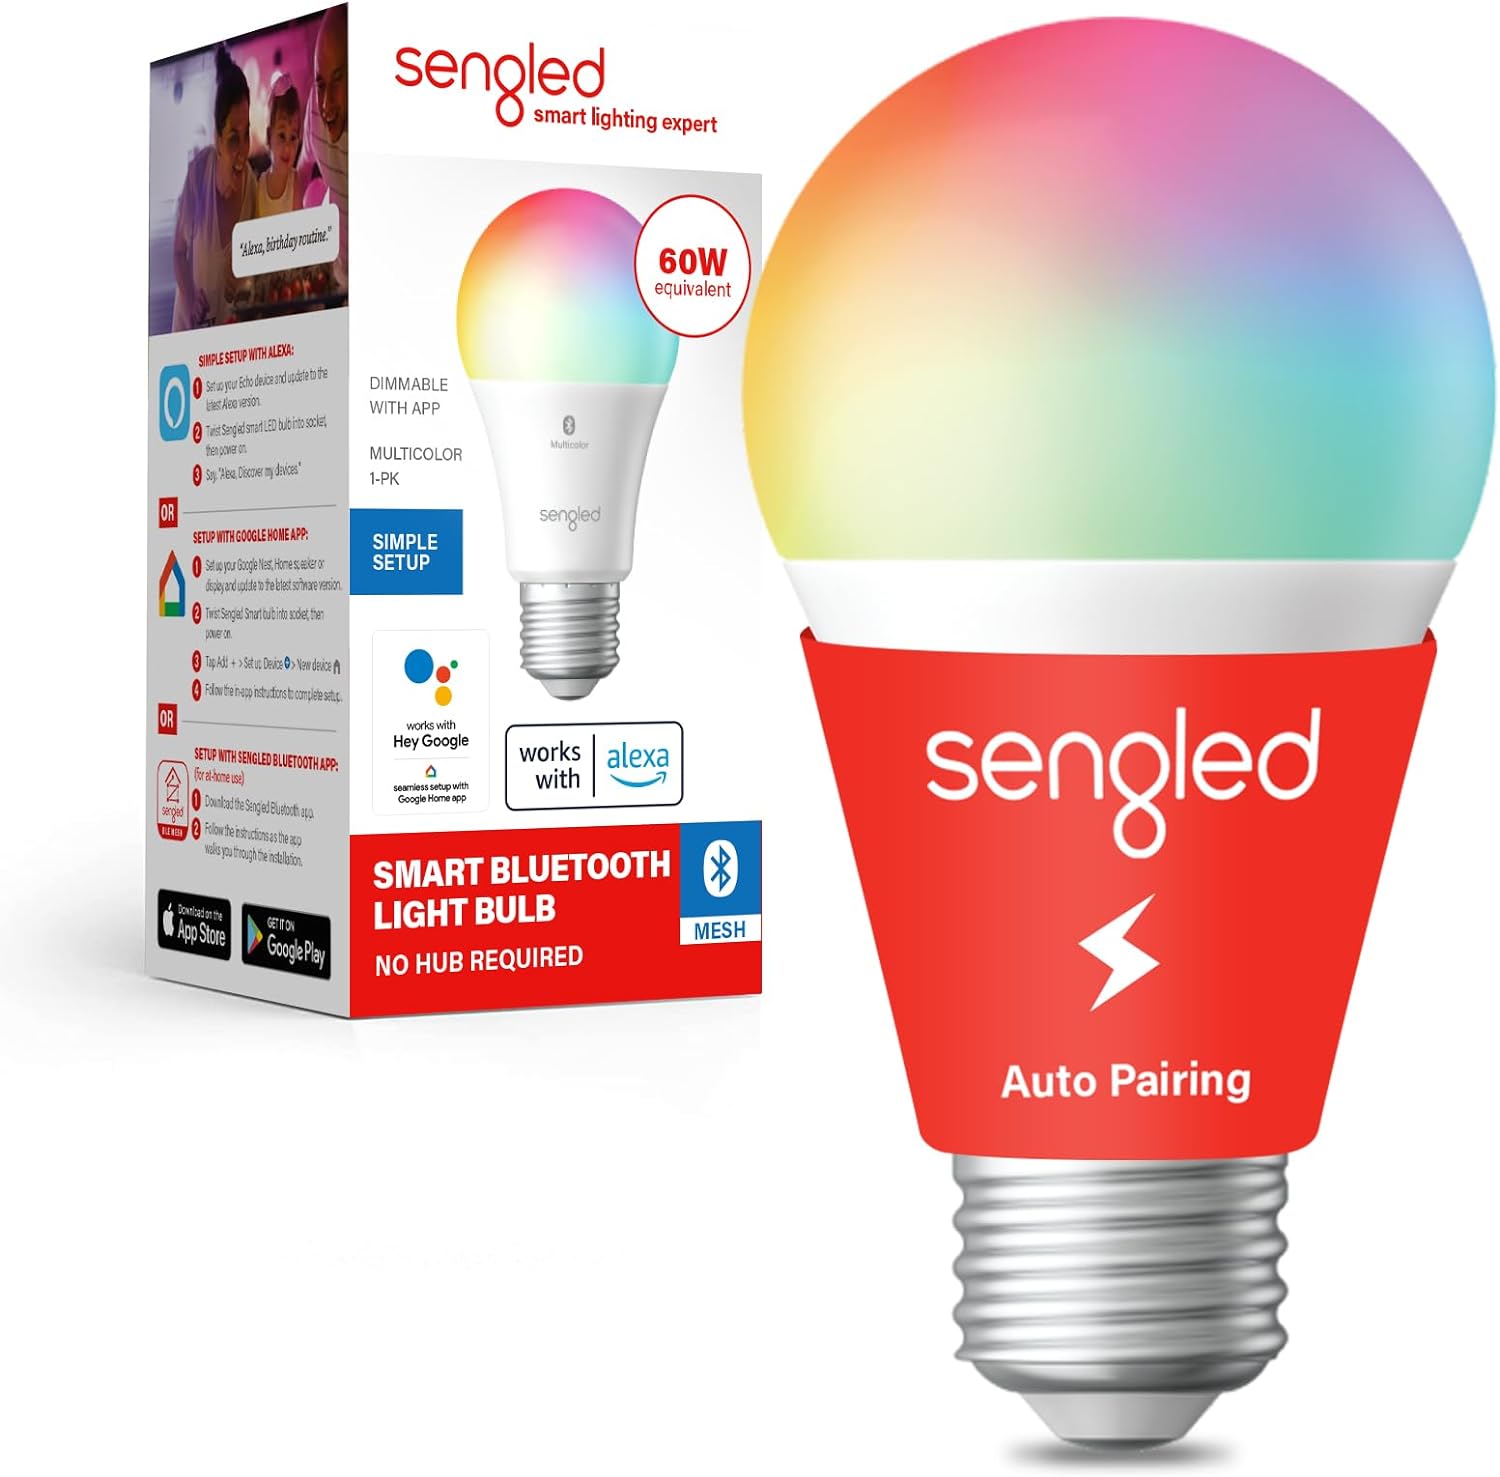 sengled
smart lighting expert
60W
equivalent
DIMMABLE
WITH APP
MULTICOLOR
1-PK
Multicolor
sengled
SIMPLE
SETUP
works with
Hey Google
seamless setup with
Google Home app
works
with
alexa
SMART BLUETOOTH
LIGHT BULB
NO HUB REQUIRED
MESH
"Alexa, birthday routine."
SIMPLE SETUP WITH ALEXA:
1 Set up your Echo device and update to the
latest Alexa version.
2 Twist Sengled smart LED bulb into socket,
then power on.
3 Say, "Alexa, Discover my devices."
OR
SETUP WITH GOOGLE HOME APP:
1 Set up your Google Nest, Home speaker or
display, and update to the latest software version.
2 Twist Sengled Smart bulb into socket, then
power on.
3 Tap Add + > Set up Device > New device
4 Follow the in-app instructions to complete setup.
OR
SETUP WITH SENGLED BLUETOOTH APP:
(for at-home use)
1 Download the Sengled Bluetooth app.
2 Follow the instructions as the app
walks you through the installation.
sengled
BLE MESH
Download on the
App Store
GET IT ON
Google Play
sengled
Auto Pairing